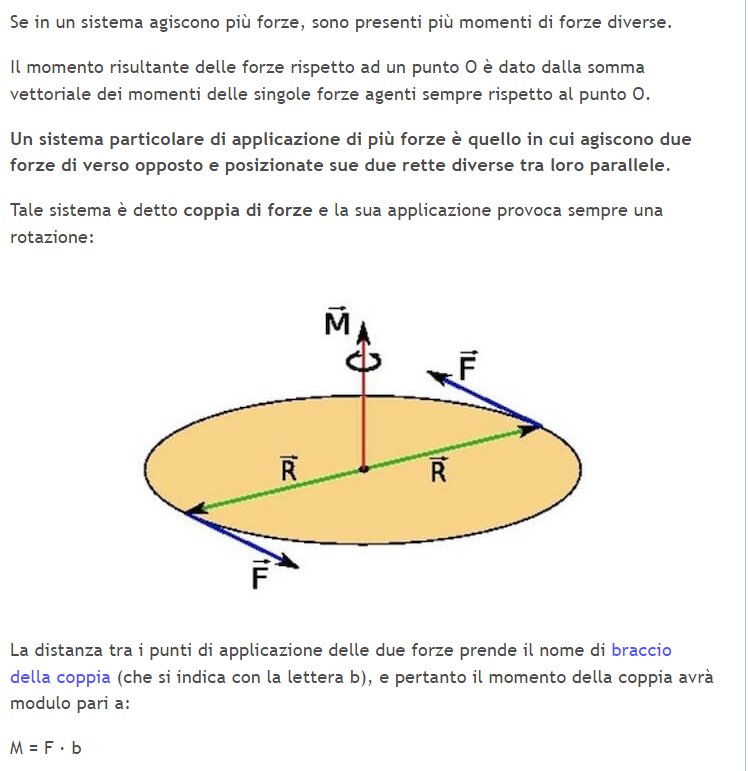 Se in un sistema agiscono più forze, sono presenti più momenti di forze diverse.
Il momento risultante delle forze rispetto ad un punto O è dato dalla somma
vettoriale dei momenti delle singole forze agenti sempre rispetto al punto O.
Un sistema particolare di applicazione di più forze è quello in cui agiscono due
forze di verso opposto e posizionate sue due rette diverse tra loro parallele.
Tale sistema è detto coppia di forze e la sua applicazione provoca sempre una
rotazione:
M⃗
F⃗
R⃗
R⃗
F⃗
La distanza tra i punti di applicazione delle due forze prende il nome di braccio
della coppia (che si indica con la lettera b), e pertanto il momento della coppia avrà
modulo pari a:
M = F · b